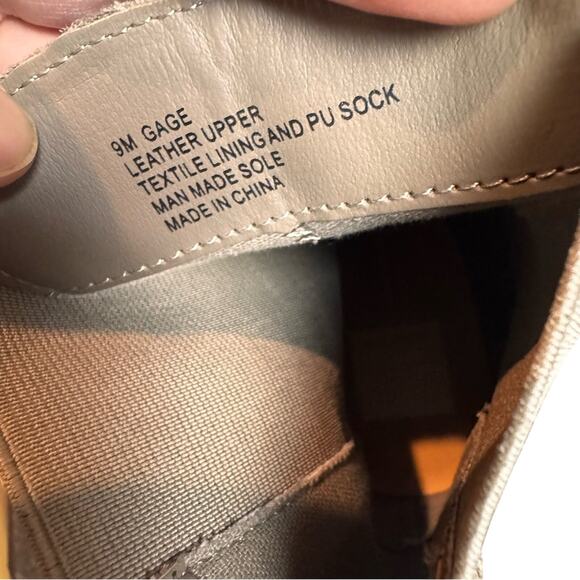 9M GAGE
LEATHER UPPER
TEXTILE LINING AND PU SOCK
MAN MADE SOLE
MADE IN CHINA